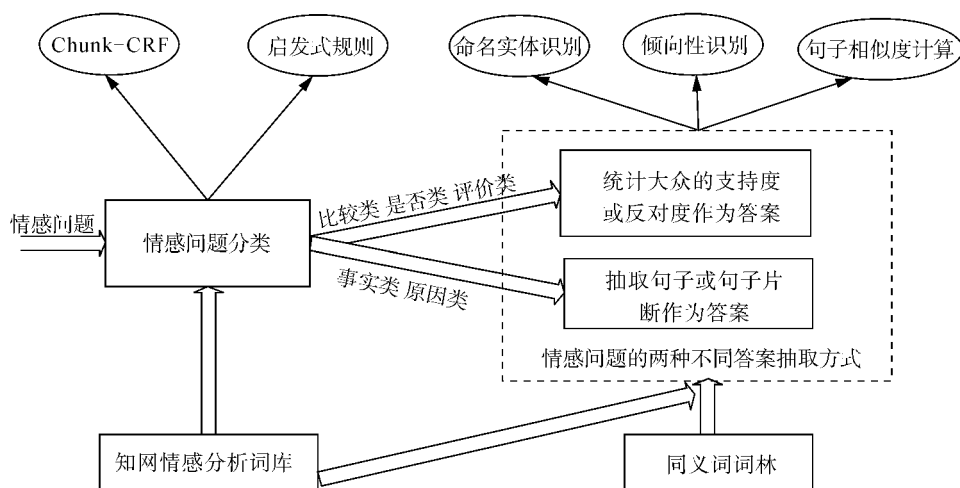 Chunk-CRF
启发式规则
命名实体识别
倾向性识别
句子相似度计算
情感问题
情感问题分类
比较类 是否类 评价类
事实类 原因类
统计大众的支持度
或反对度作为答案
抽取句子或句子片
断作为答案
情感问题的两种不同答案抽取方式
知网情感分析词库
同义词词林